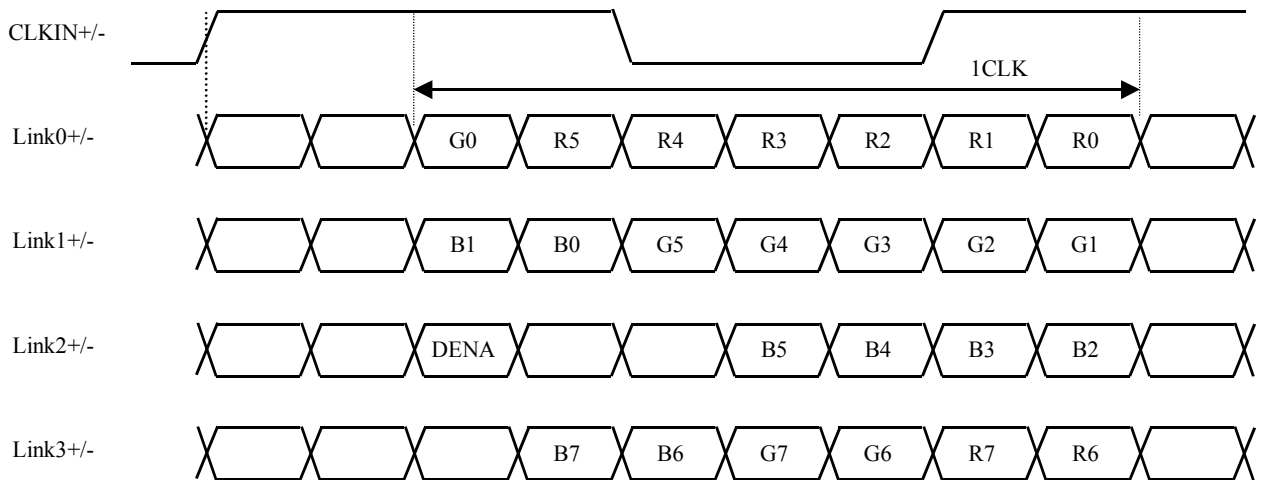 CLKIN+/-
1CLK
Link0+/- G0 R5 R4 R3 R2 R1 R0
Link1+/- B1 B0 G5 G4 G3 G2 G1
Link2+/- DENA B5 B4 B3 B2
Link3+/- B7 B6 G7 G6 R7 R6